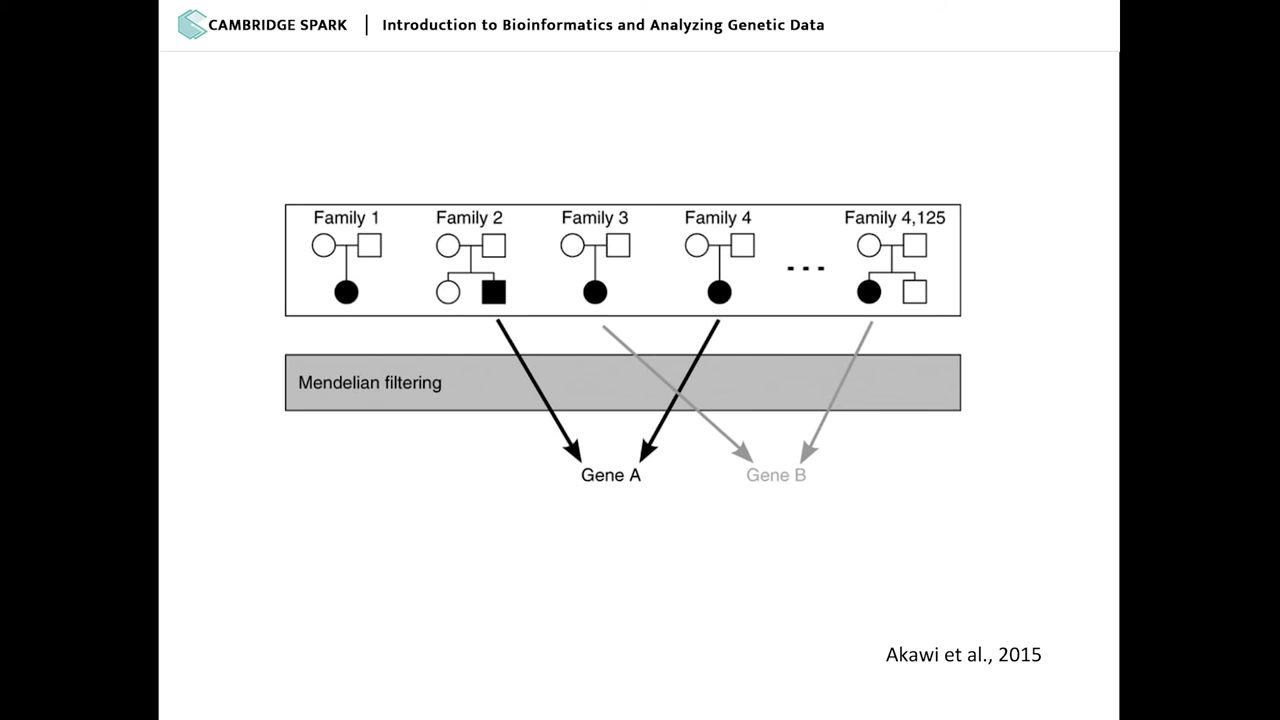 CAMBRIDGE SPARK | Introduction to Bioinformatics and Analyzing Genetic Data
Family 1 Family 2 Family 3 Family 4 Family 4,125
Mendelian filtering
Gene A Gene B
Akawi et al., 2015